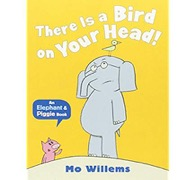 There Is a Bird
on Your Head!
An
Elephant &
Piggie Book
Mo Willems